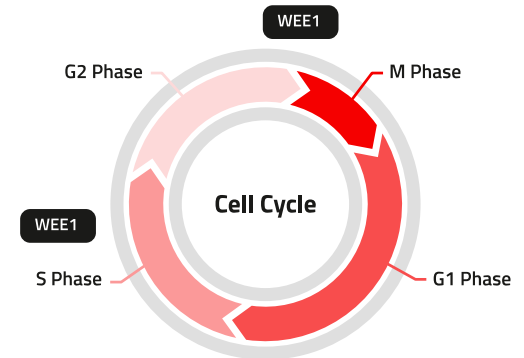 WEE1
G2 Phase
M Phase
Cell Cycle
WEE1
S Phase
G1 Phase